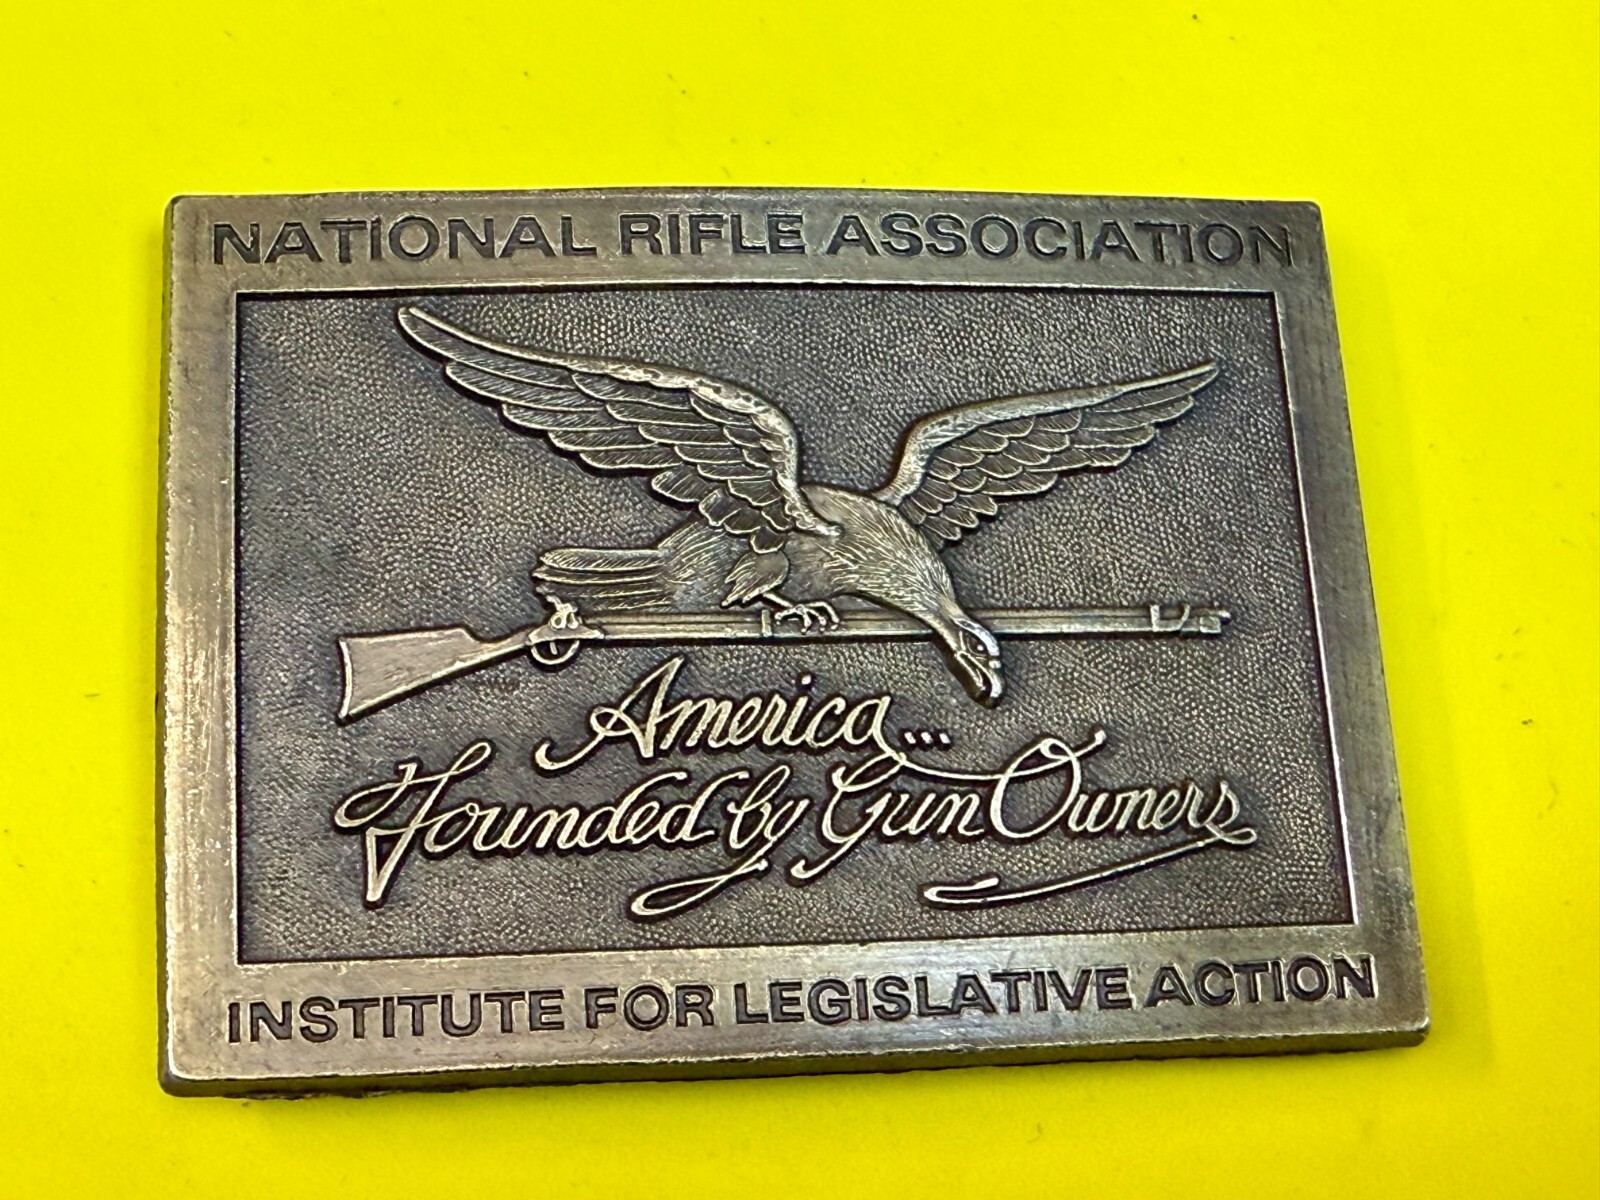 NATIONAL RIFLE ASSOCIATION
America...
Founded by Gun Owners
INSTITUTE FOR LEGISLATIVE ACTION